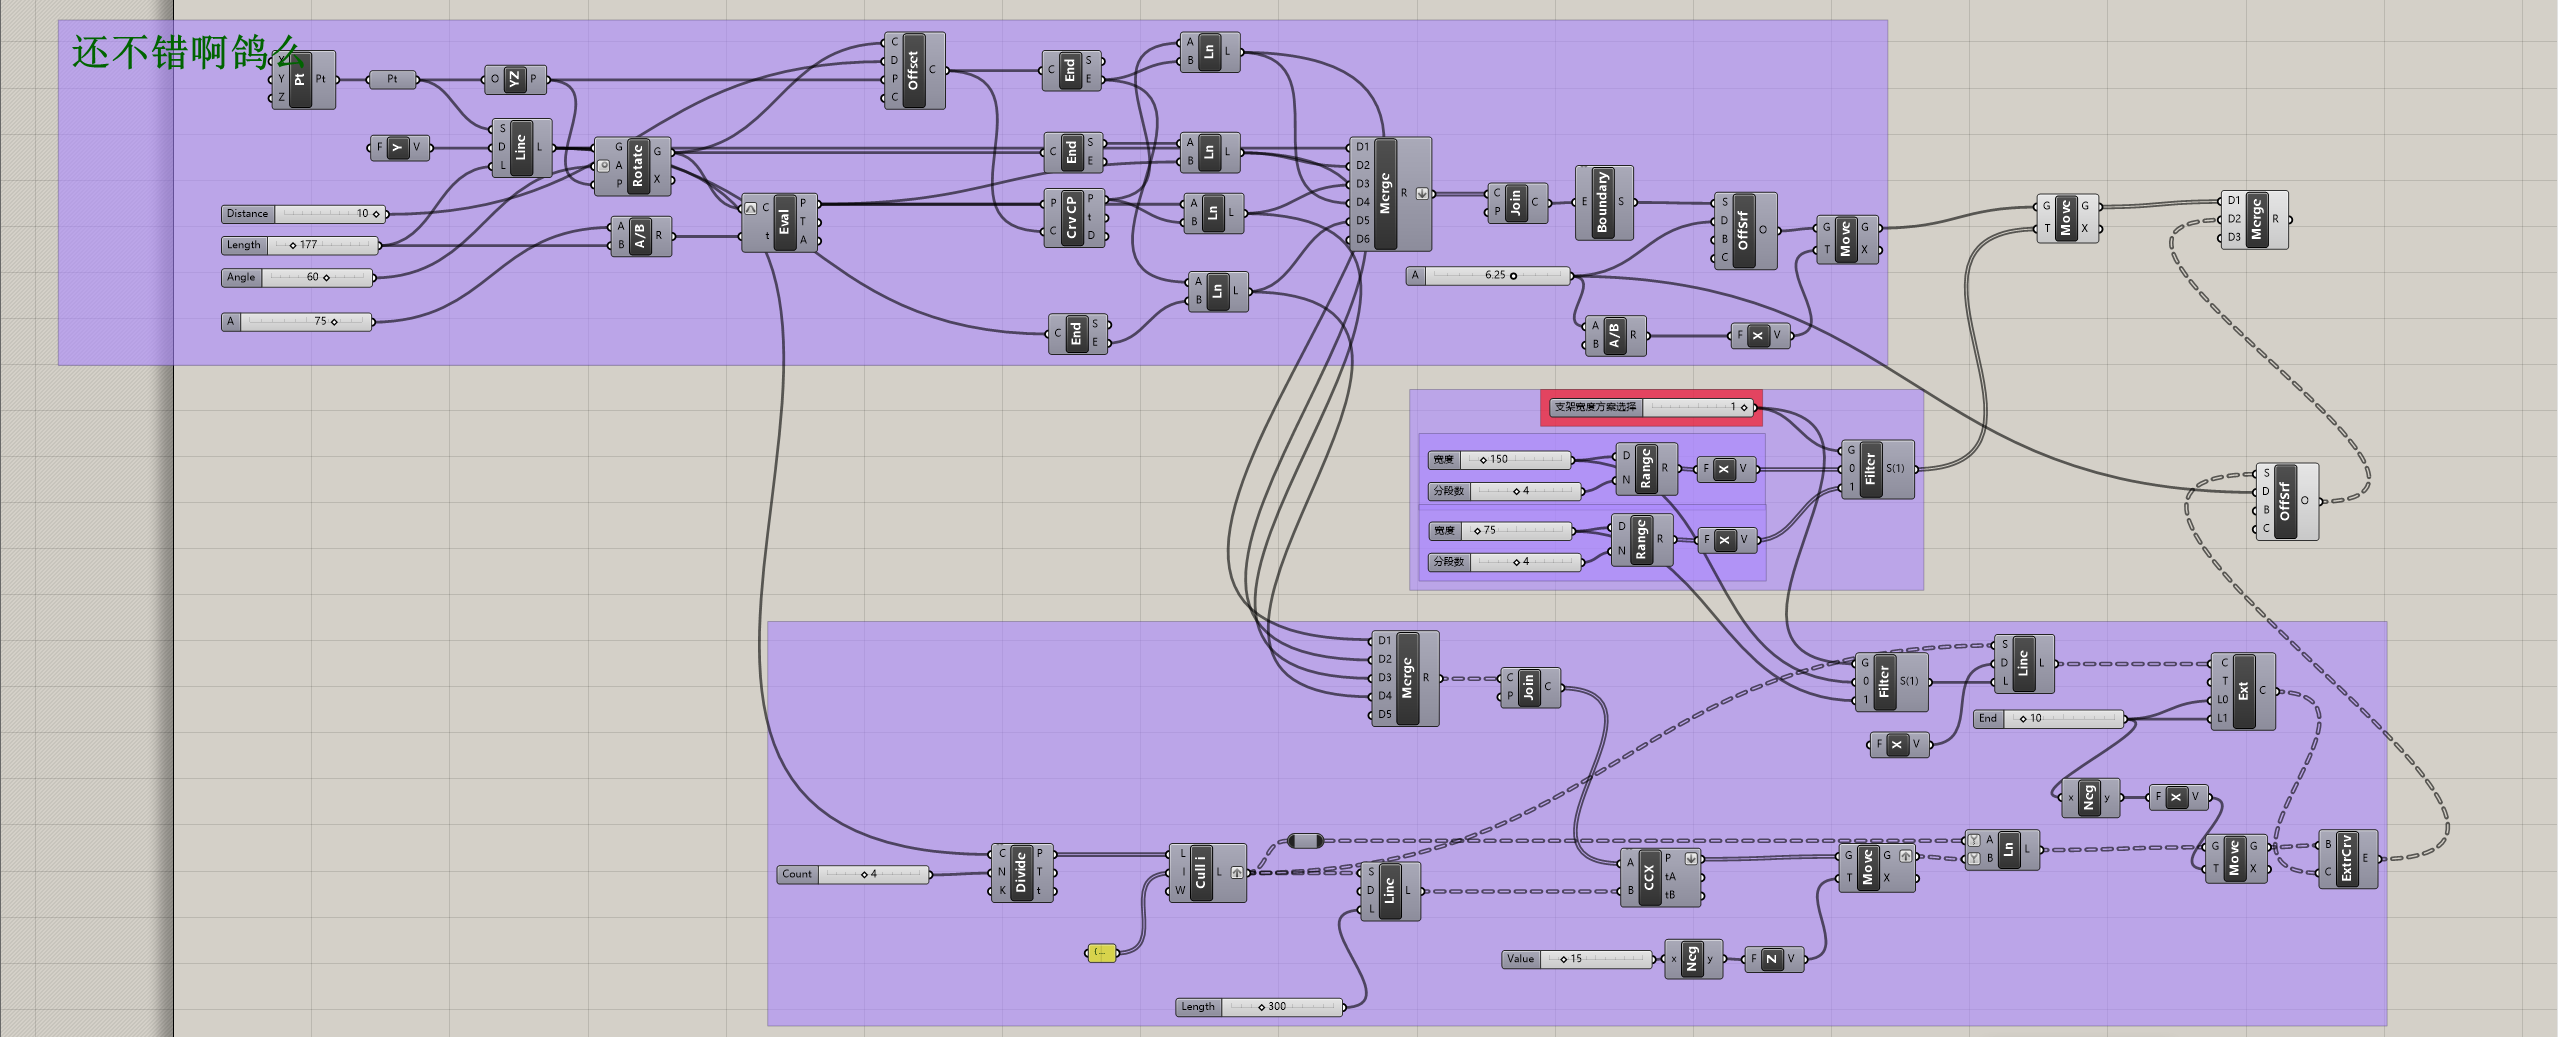 还不错啊鸽么
X
Y Pt Pt
Z
Pt
O YZ P
F Y V
S
D Line L
L
G G
A Rotate
P X
Distance 10
Length 177
Angle 60
A 75
A
A/B R
B
C P
Eval T
t A
C
D
Offset C
P
C
C End S
E
C End S
E
P P
Crv CP t
C D
C End S
E
A
Ln L
B
A
Ln L
B
A
Ln L
B
A
Ln L
B
D1
D2
D3
Merge R
D4
D5
D6
C
Join C
P
E Boundary S
A 6.25
A
A/B R
B
F X V
S
D
OffSrf O
B
C
G G
Move
T X
G G
Move
T X
D1
D2 Merge R
D3
支架宽度方案选择 1
宽度 150
分段数 4
D
Range R
N
F X V
宽度 75
分段数 4
D
Range R
N
F X V
G
0 Filter S(1)
1
S
D
OffSrf O
B
C
D1
D2
D3 Merge R
D4
D5
C
Join C
P
G
0 Filter S(1)
1
F X V
S
D Line L
L
End 10
C
T
Ext C
L0
L1
x Neg y
F X V
Count 4
C P
N Divide T
K t
L
I Cull i L
W
S
D Line L
L
Length 300
A P
CCX tA
B tB
Value 15
x Neg y
F Z V
G G
Move
T X
A
Ln L
B
G G
Move
T X
B
ExtrCrv E
C